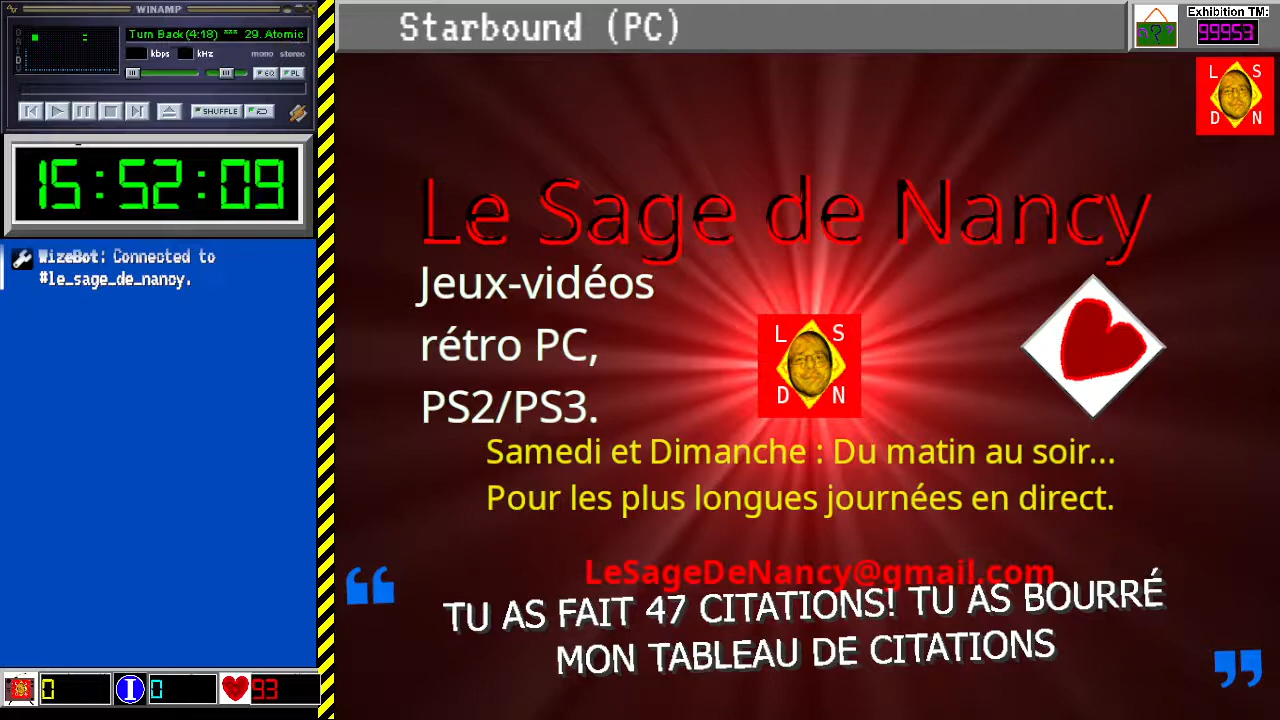 WINAMP
Turn Back(4:18) *** 29. Atomic
kbps kHz mono stereo
EQ PL
SHUFFLE
15:52:09
WizeBot: Connected to
#le_sage_de_nancy.
0 I 0 93
Starbound (PC)
Exhibition TM:
99953
L S
D N
Le Sage de Nancy
Jeux-vidéos
rétro PC,
PS2/PS3.
L S
D N
Samedi et Dimanche : Du matin au soir...
Pour les plus longues journées en direct.
LeSageDeNancy@gmail.com
“ TU AS FAIT 47 CITATIONS! TU AS BOURRÉ
MON TABLEAU DE CITATIONS ”